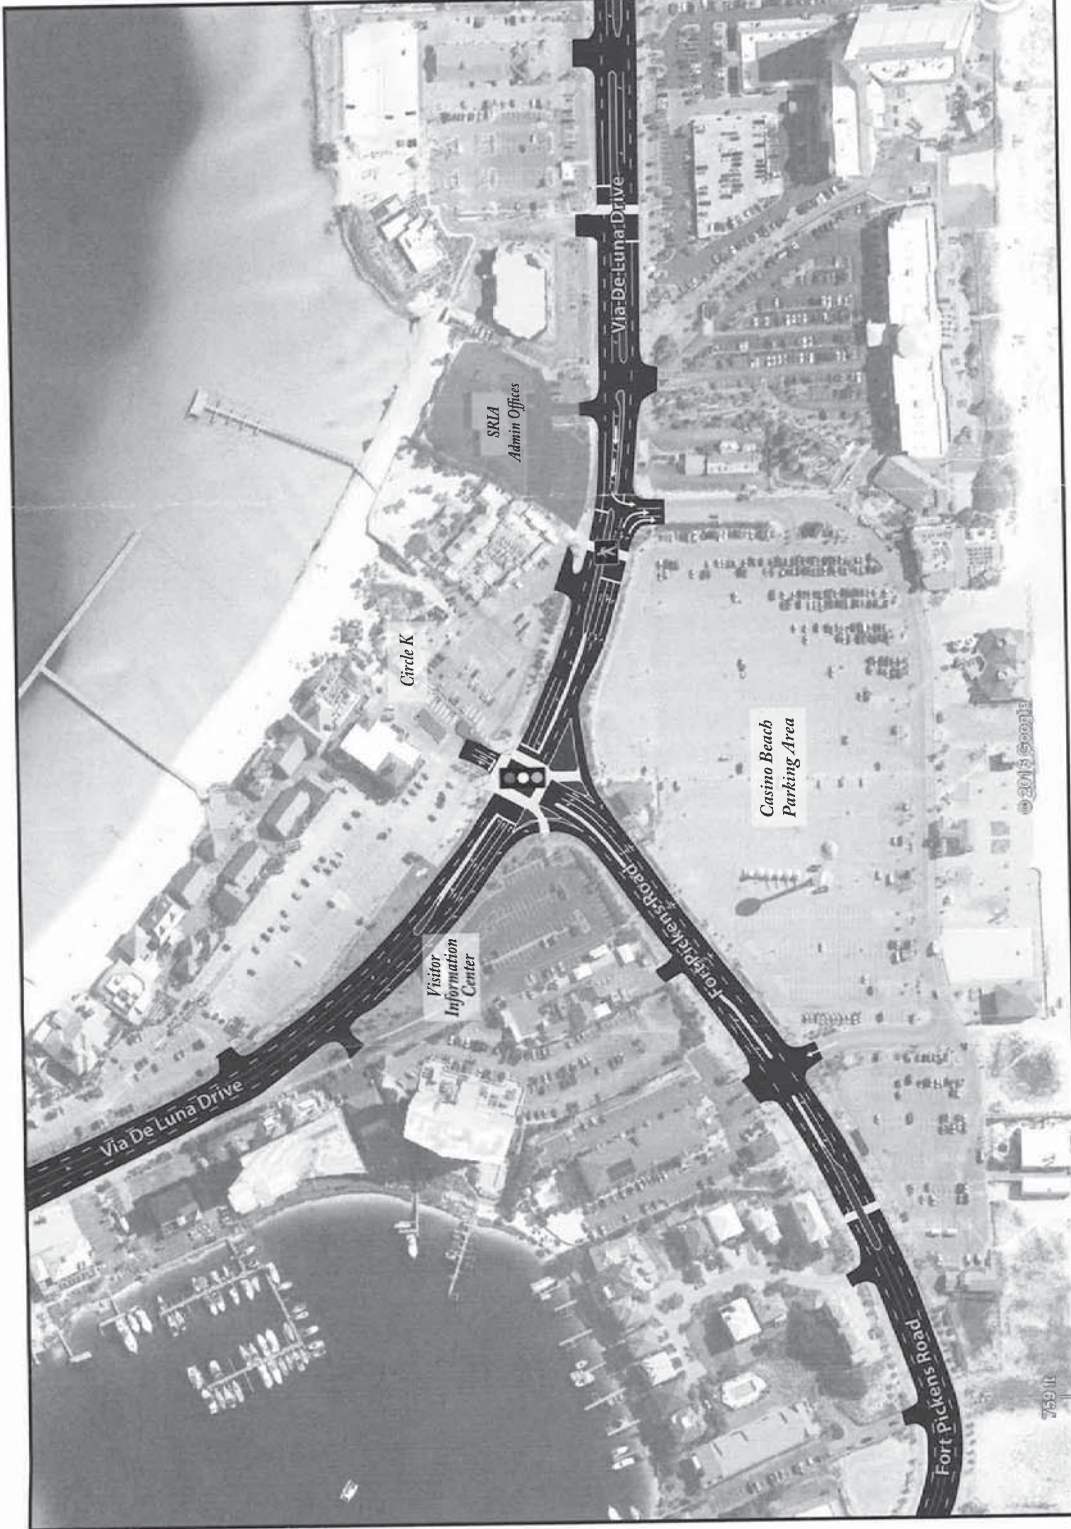 Via De Luna Drive
SRIA
Admin Offices
Circle K
Casino Beach
Parking Area
Visitor
Information
Center
Fort Pickens Road
Via De Luna Drive
Fort Pickens Road
© 2013 Google
759 ft